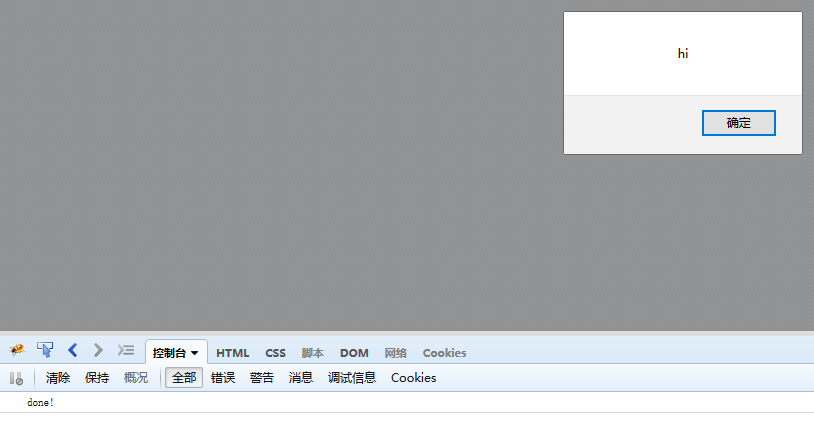 hi
确定
控制台 HTML CSS 脚本 DOM 网络 Cookies
清除 保持 概况 全部 错误 警告 消息 调试信息 Cookies
done!